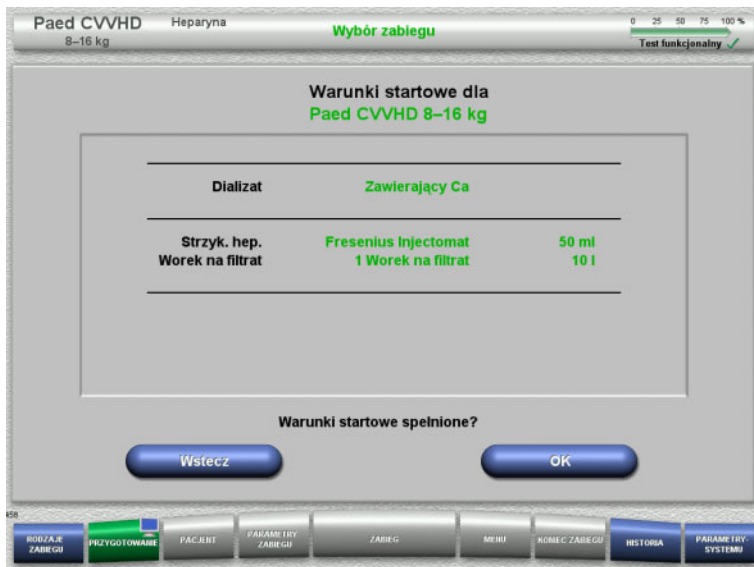 Paed CVVHD
8–16 kg
Heparyna
Wybór zabiegu
0 25 50 75 100 %
Test funkcjonalny
Warunki startowe dla
Paed CVVHD 8–16 kg
Dializat Zawierający Ca
Strzyk. hep. Fresenius Injectomat 50 ml
Worek na filtrat 1 Worek na filtrat 10 l
Warunki startowe spełnione?
Wstecz OK
458
RODZAJE ZABIEGU
PRZYGOTOWANIE
PACJENT
PARAMETRY ZABIEGU
ZABIEG
MENU
KONIEC ZABIEGU
HISTORIA
PARAMETRY- SYSTEMU